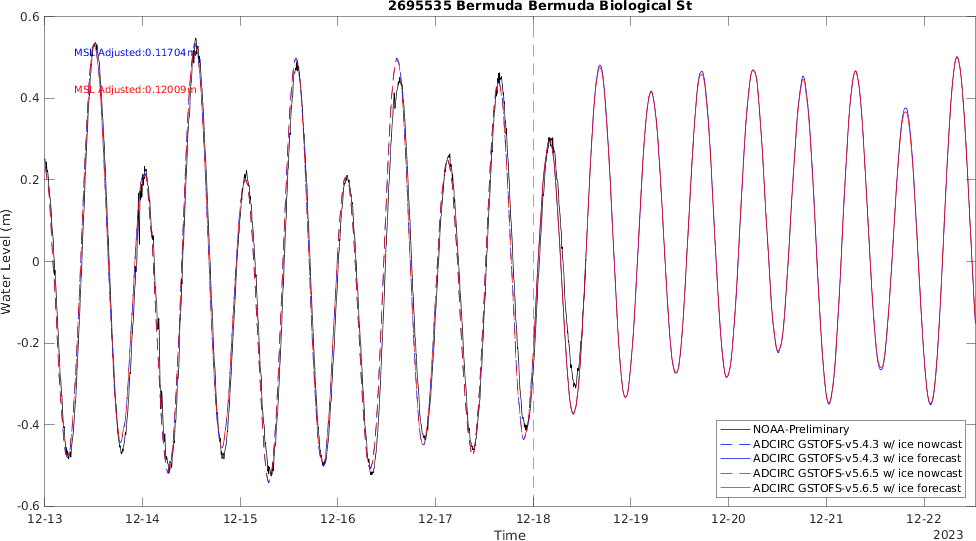 2695535 Bermuda Bermuda Biological St
MSL Adjusted:0.11704m
MSL Adjusted:0.12009m
Water Level (m)
0.6
0.4
0.2
0
-0.2
-0.4
-0.6
NOAA-Preliminary
ADCIRC GSTOFS-v5.4.3 w/ ice nowcast
ADCIRC GSTOFS-v5.4.3 w/ ice forecast
ADCIRC GSTOFS-v5.6.5 w/ ice nowcast
ADCIRC GSTOFS-v5.6.5 w/ ice forecast
12-13 12-14 12-15 12-16 12-17 12-18 12-19 12-20 12-21 12-22
Time
2023